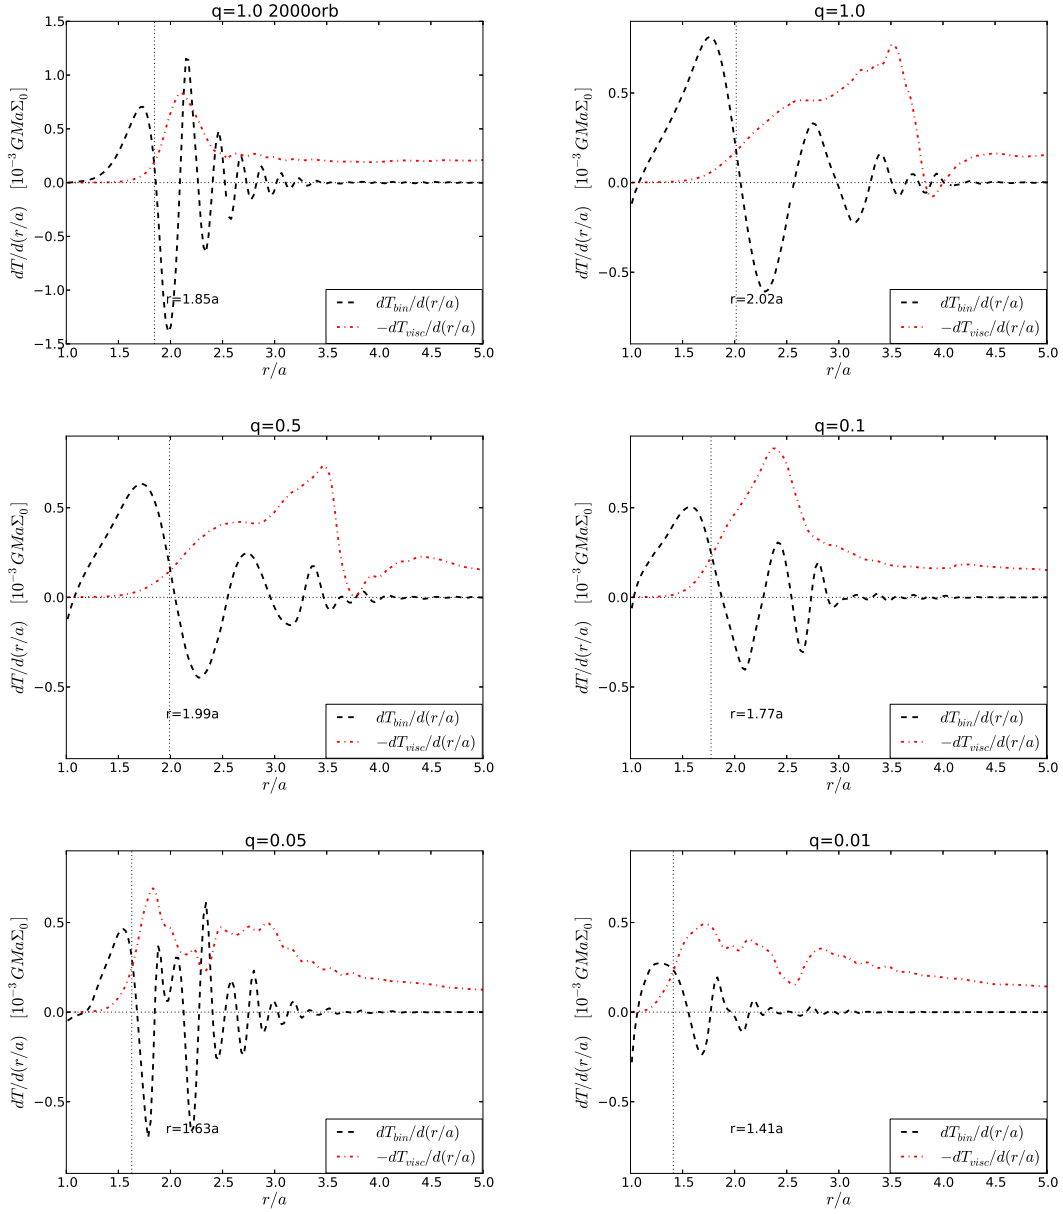 q=1.0 2000orb
1.5
1.0
0.5
0.0
−0.5
−1.0
−1.5
dT/d(r/a) [10⁻³ GMaΣ₀]
r=1.85a
dT_bin/d(r/a)
−dT_visc/d(r/a)
1.0 1.5 2.0 2.5 3.0 3.5 4.0 4.5 5.0
r/a
q=1.0
0.5
0.0
−0.5
dT/d(r/a) [10⁻³ GMaΣ₀]
r=2.02a
dT_bin/d(r/a)
−dT_visc/d(r/a)
1.0 1.5 2.0 2.5 3.0 3.5 4.0 4.5 5.0
r/a
q=0.5
0.5
0.0
−0.5
dT/d(r/a) [10⁻³ GMaΣ₀]
r=1.99a
dT_bin/d(r/a)
−dT_visc/d(r/a)
1.0 1.5 2.0 2.5 3.0 3.5 4.0 4.5 5.0
r/a
q=0.1
0.5
0.0
−0.5
dT/d(r/a) [10⁻³ GMaΣ₀]
r=1.77a
dT_bin/d(r/a)
−dT_visc/d(r/a)
1.0 1.5 2.0 2.5 3.0 3.5 4.0 4.5 5.0
r/a
q=0.05
0.5
0.0
−0.5
dT/d(r/a) [10⁻³ GMaΣ₀]
r=1.63a
dT_bin/d(r/a)
−dT_visc/d(r/a)
1.0 1.5 2.0 2.5 3.0 3.5 4.0 4.5 5.0
r/a
q=0.01
0.5
0.0
−0.5
dT/d(r/a) [10⁻³ GMaΣ₀]
r=1.41a
dT_bin/d(r/a)
−dT_visc/d(r/a)
1.0 1.5 2.0 2.5 3.0 3.5 4.0 4.5 5.0
r/a